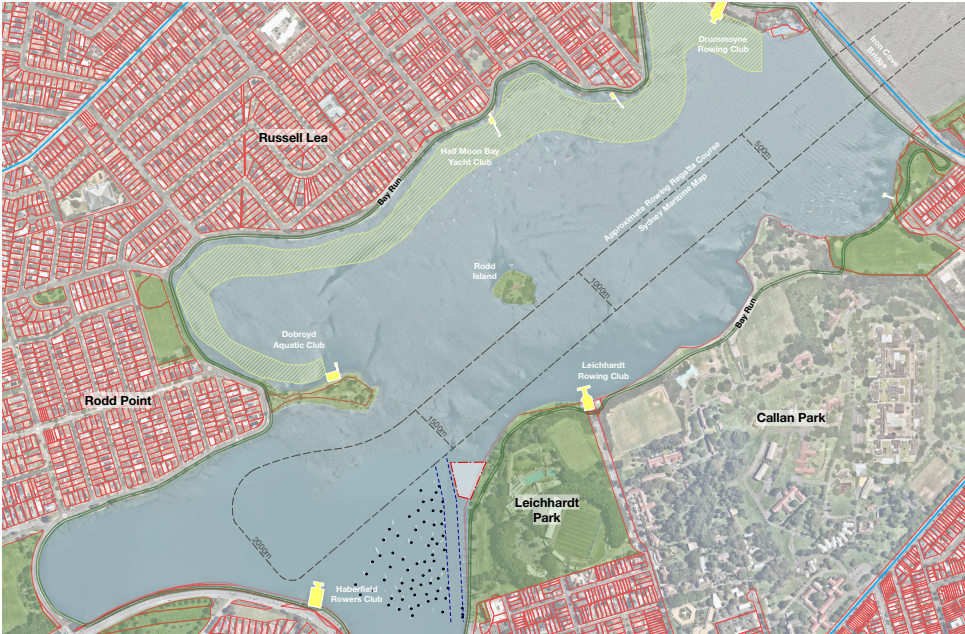 Drummoyne
Rowing Club
Iron Cove
Bridge
Russell Lea
Half Moon Bay
Yacht Club
500m
Approximate Rowing Regatta Course
Sydney Maritime Map
Bay Run
Rodd
Island
1000m
Bay Run
Dobroyd
Aquatic Club
Leichhardt
Rowing Club
Rodd Point
Callan Park
1500m
Leichhardt
Park
2000m
Haberfield
Rowers Club